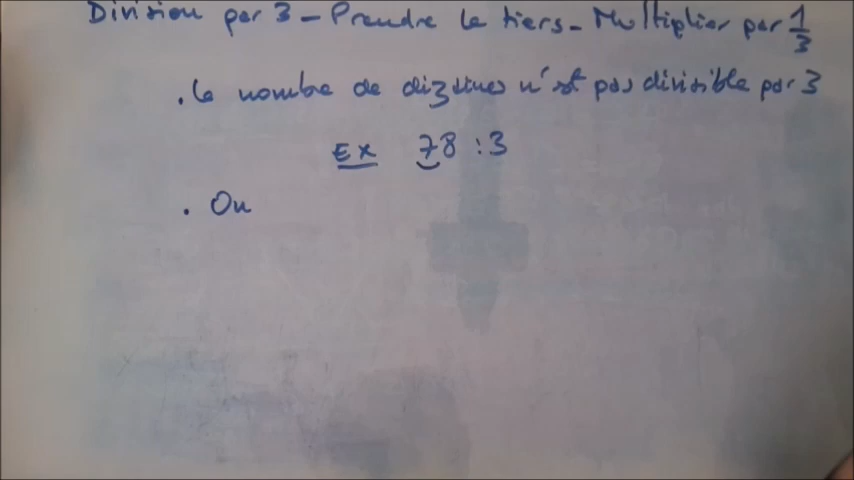 Division par 3 - Prendre le tiers - Multiplier par 1/3
. le nombre de dizaines n'est pas divisible par 3
Ex 78 : 3
. On